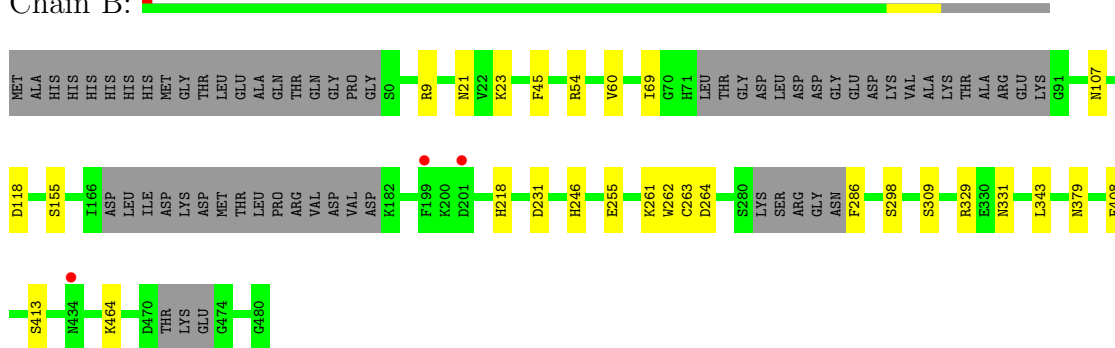 Chain B:
MET ALA HIS HIS HIS HIS HIS HIS MET GLY THR LEU GLU ALA GLN THR GLN GLY PRO GLY S0 R9 N21 V22 K23 F45 R54 V60 I69 G70 H71 LEU THR GLY ASP LEU ASP ASP GLY GLU ASP LYS VAL ALA LYS THR ALA ARG GLU LYS G91 N107
D118 S155 I166 ASP LEU ILE ASP LYS ASP MET THR LEU PRO ARG VAL ASP VAL ASP K182 F199 K200 D201 H218 D231 H246 E255 K261 W262 C263 D264 S280 LYS SER ARG GLY ASN F286 S298 S309 R329 E330 N331 L343 N379
S413 N434 K464 D470 THR LYS GLU G474 G480